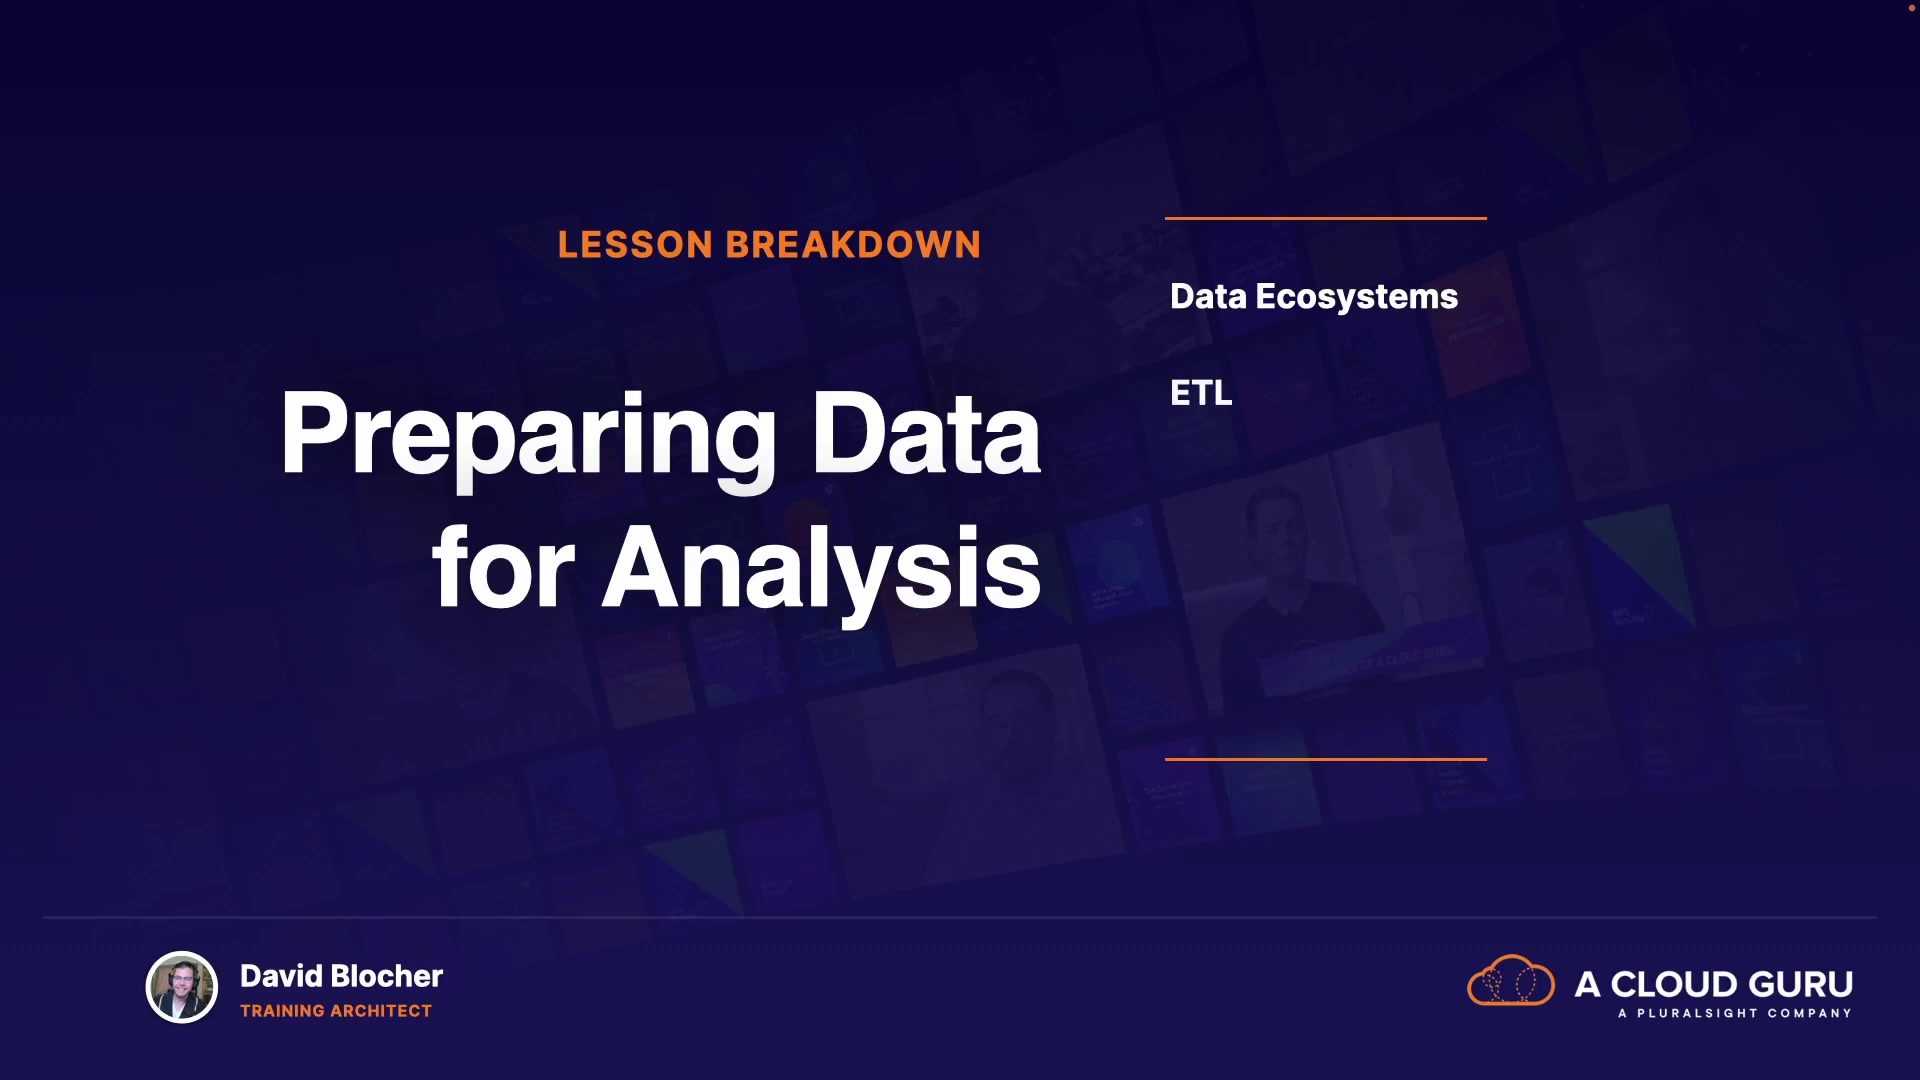 LESSON BREAKDOWN
Preparing Data
for Analysis
Data Ecosystems
ETL
David Blocher
TRAINING ARCHITECT
A CLOUD GURU
A PLURALSIGHT COMPANY